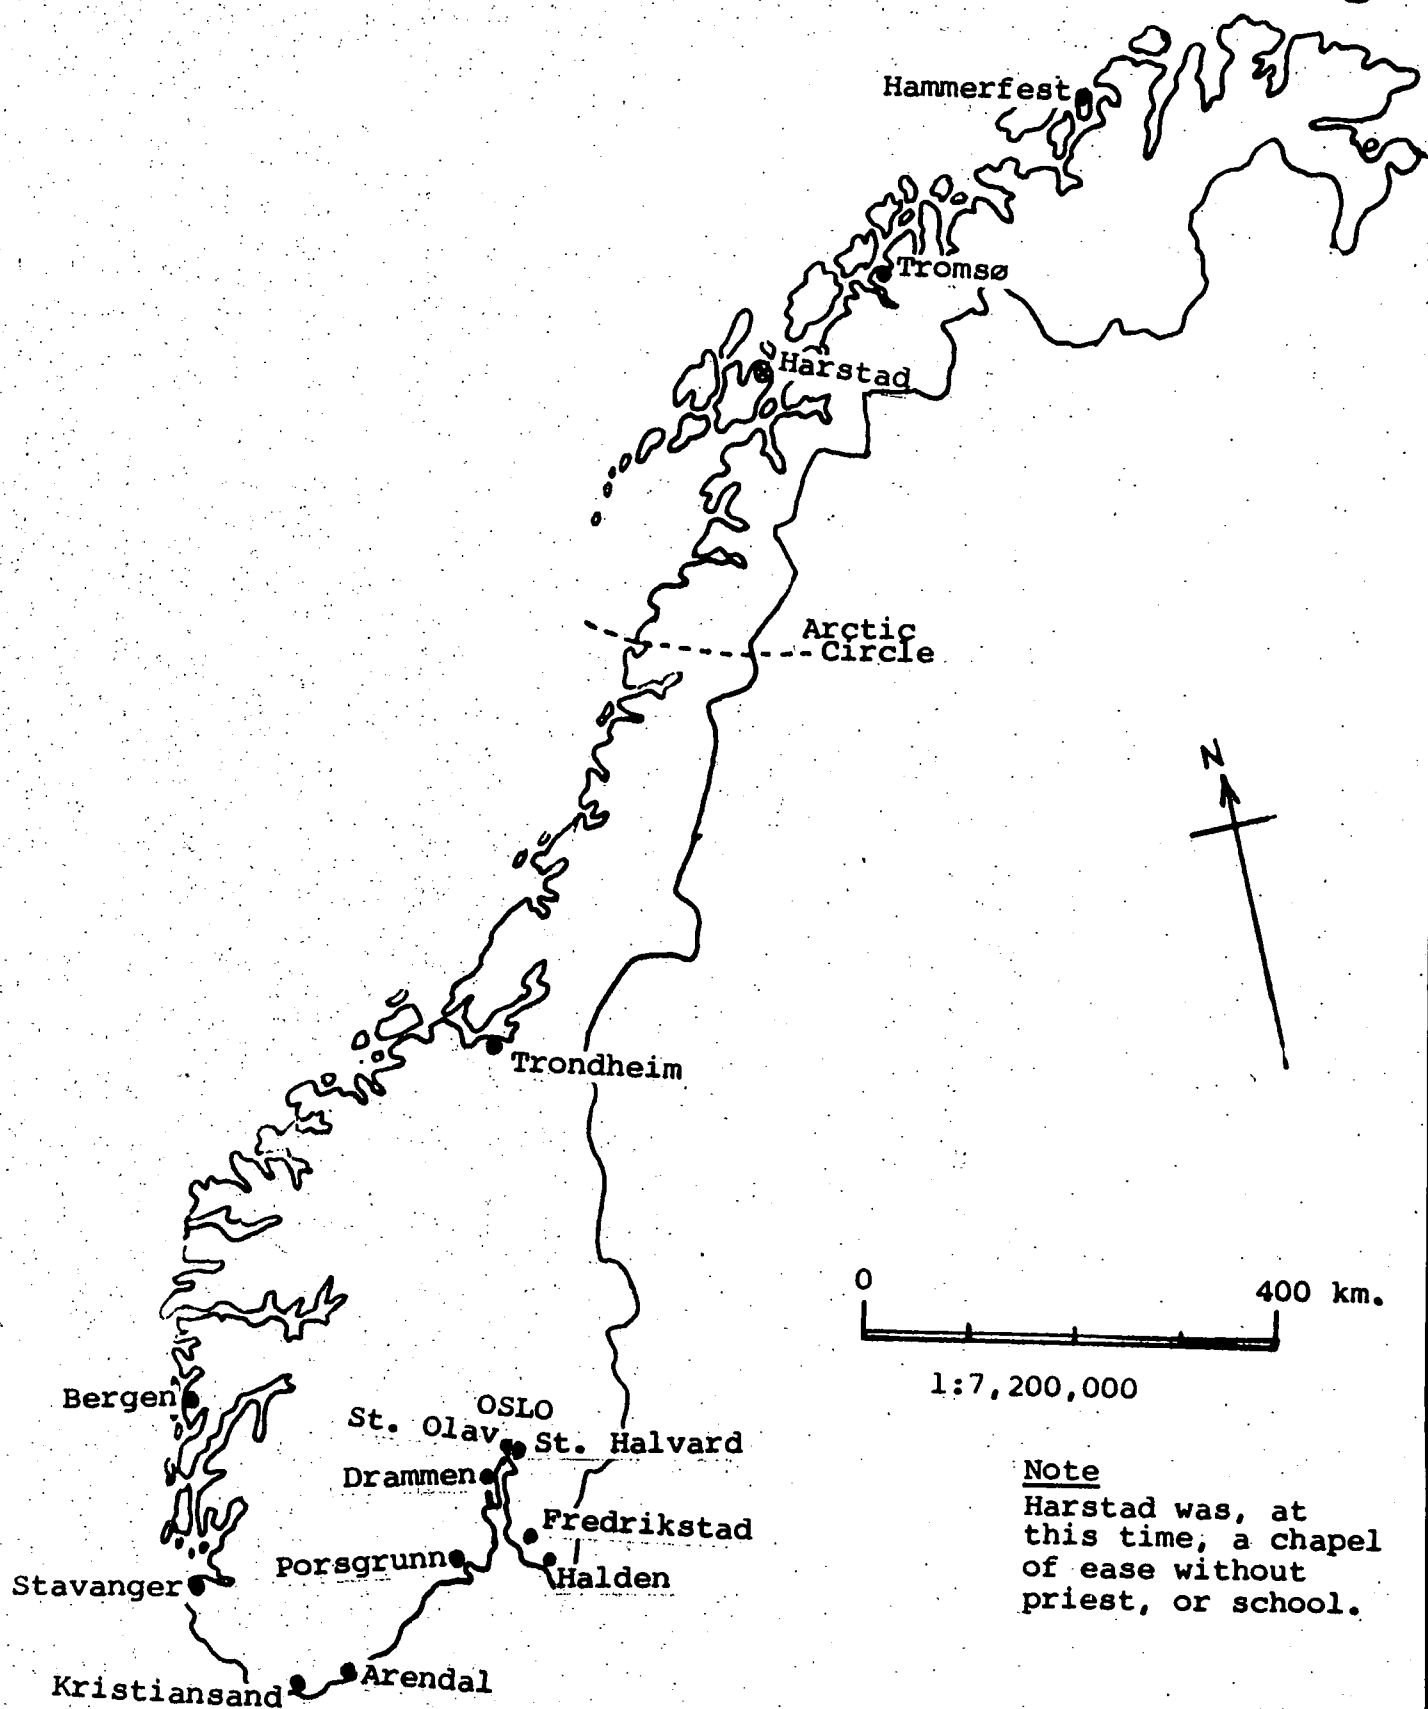 Hammerfest
Tromsø
Harstad
Arctic
Circle
N
Trondheim
0
400 km.
1:7,200,000
Bergen
OSLO
St. Olav
St. Halvard
Drammen
Fredrikstad
Porsgrunn
Halden
Stavanger
Arendal
Kristiansand
Note
Harstad was, at
this time, a chapel
of ease without
priest, or school.